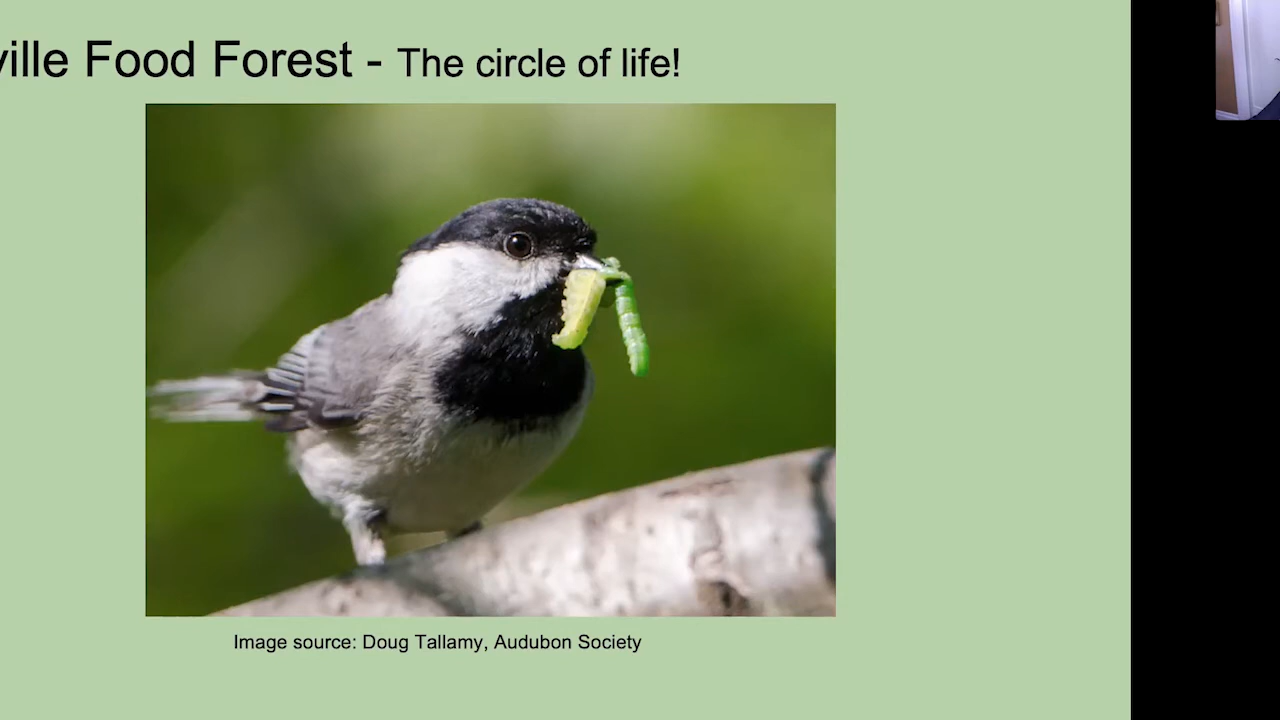 ville Food Forest - The circle of life!
Image source: Doug Tallamy, Audubon Society